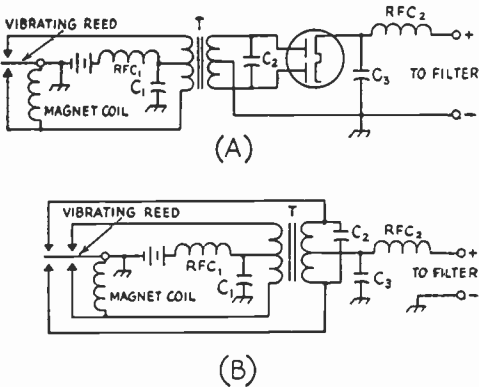 VIBRATING REED
T
RFC₂
+
RFC₁
C₁
C₂
C₃
TO FILTER
MAGNET COIL
−
(A)
VIBRATING REED
T
C₂
RFC₂
+
RFC₁
C₁
C₃
TO FILTER
MAGNET COIL
−
(B)